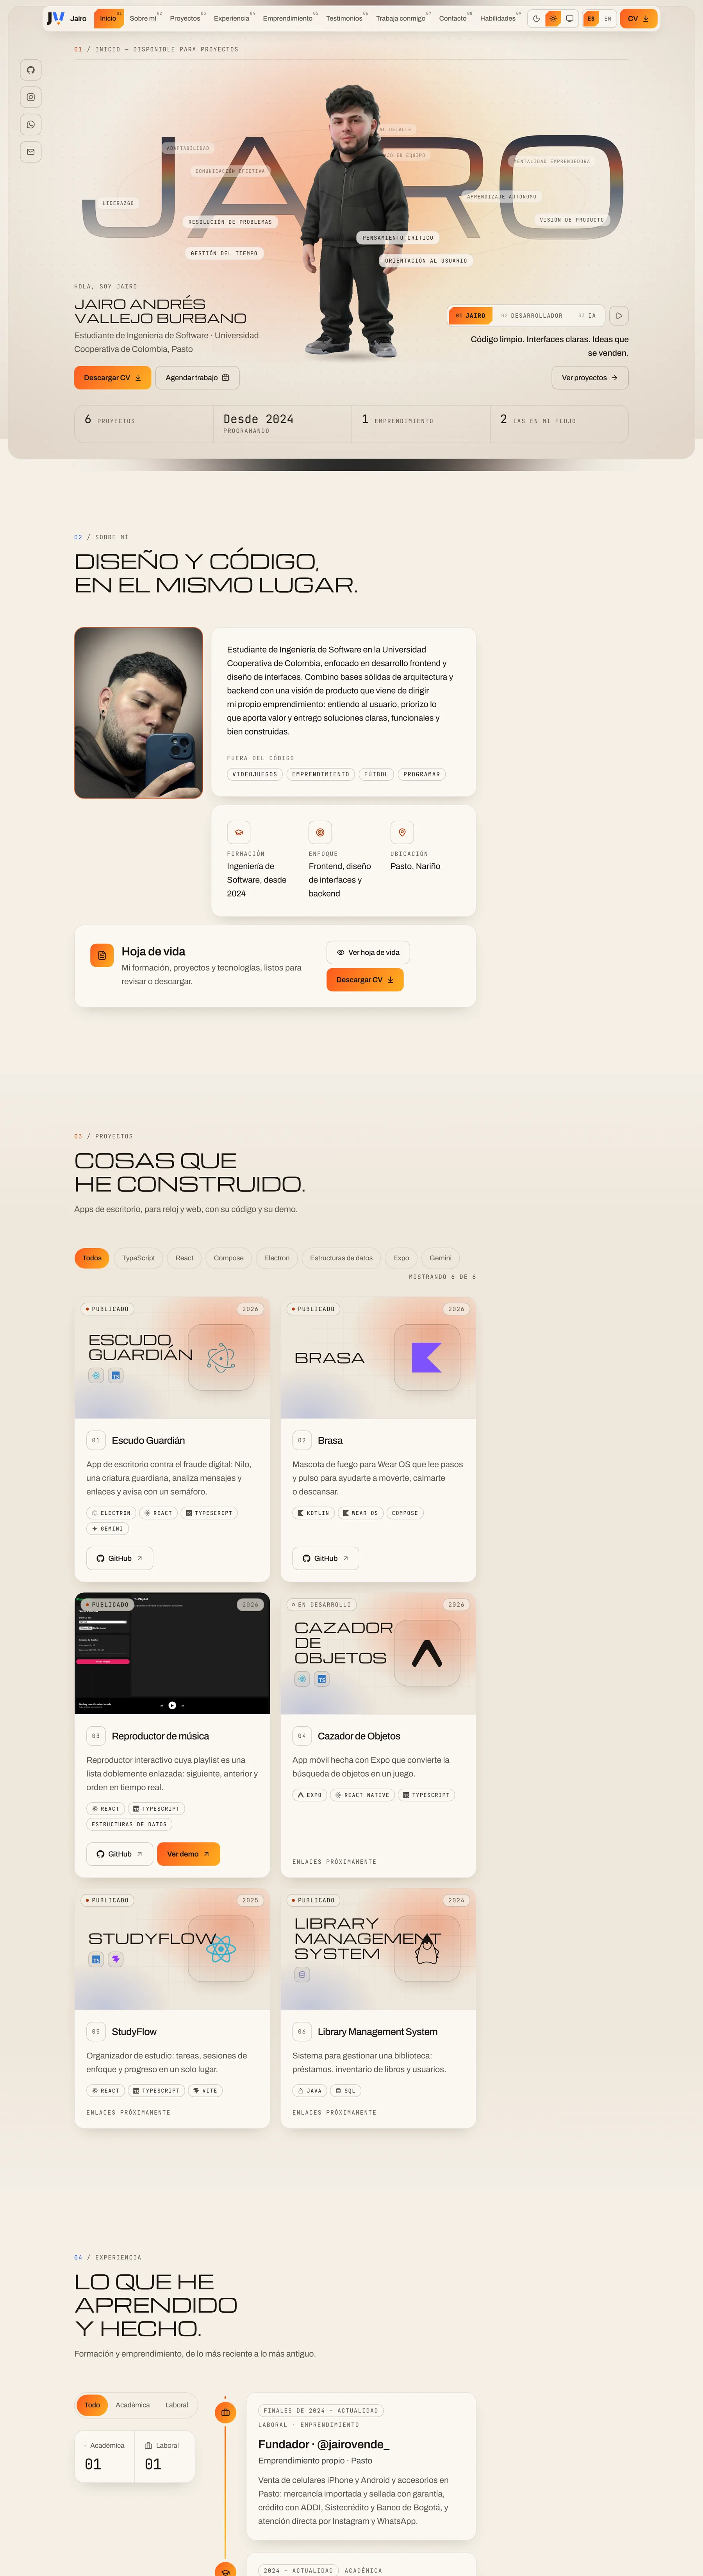 JV Jairo
Inicio 01
Sobre mí 02
Proyectos 03
Experiencia 04
Emprendimiento 05
Testimonios 06
Trabaja conmigo 07
Contacto 08
Habilidades 09
ES EN
CV
01 / INICIO — DISPONIBLE PARA PROYECTOS
JAIRO
AL DETALLE
ADAPTABILIDAD
JO EN EQUIPO
MENTALIDAD EMPRENDEDORA
COMUNICACIÓN EFECTIVA
APRENDIZAJE AUTÓNOMO
LIDERAZGO
VISIÓN DE PRODUCTO
RESOLUCIÓN DE PROBLEMAS
PENSAMIENTO CRÍTICO
GESTIÓN DEL TIEMPO
ORIENTACIÓN AL USUARIO
HOLA, SOY JAIRO
JAIRO ANDRÉS
VALLEJO BURBANO
Estudiante de Ingeniería de Software · Universidad
Cooperativa de Colombia, Pasto
Descargar CV
Agendar trabajo
01 JAIRO
02 DESARROLLADOR
03 IA
Código limpio. Interfaces claras. Ideas que
se venden.
Ver proyectos
6 PROYECTOS
Desde 2024
PROGRAMANDO
1 EMPRENDIMIENTO
2 IAS EN MI FLUJO
02 / SOBRE MÍ
DISEÑO Y CÓDIGO,
EN EL MISMO LUGAR.
Estudiante de Ingeniería de Software en la Universidad
Cooperativa de Colombia, enfocado en desarrollo frontend y
diseño de interfaces. Combino bases sólidas de arquitectura y
backend con una visión de producto que viene de dirigir
mi propio emprendimiento: entiendo al usuario, priorizo lo
que aporta valor y entrego soluciones claras, funcionales y
bien construidas.
FUERA DEL CÓDIGO
VIDEOJUEGOS
EMPRENDIMIENTO
FÚTBOL
PROGRAMAR
FORMACIÓN
Ingeniería de
Software, desde
2024
ENFOQUE
Frontend, diseño
de interfaces y
backend
UBICACIÓN
Pasto, Nariño
Hoja de vida
Mi formación, proyectos y tecnologías, listos para
revisar o descargar.
Ver hoja de vida
Descargar CV
03 / PROYECTOS
COSAS QUE
HE CONSTRUIDO.
Apps de escritorio, para reloj y web, con su código y su demo.
Todos
TypeScript
React
Compose
Electron
Estructuras de datos
Expo
Gemini
MOSTRANDO 6 DE 6
PUBLICADO
2026
ESCUDO
GUARDIÁN
01
Escudo Guardián
App de escritorio contra el fraude digital: Nilo,
una criatura guardiana, analiza mensajes y
enlaces y avisa con un semáforo.
ELECTRON
REACT
TYPESCRIPT
GEMINI
GitHub
PUBLICADO
2026
BRASA
02
Brasa
Mascota de fuego para Wear OS que lee pasos
y pulso para ayudarte a moverte, calmarte
o descansar.
KOTLIN
WEAR OS
COMPOSE
GitHub
PUBLICADO
2026
03
Reproductor de música
Reproductor interactivo cuya playlist es una
lista doblemente enlazada: siguiente, anterior y
orden en tiempo real.
REACT
TYPESCRIPT
ESTRUCTURAS DE DATOS
GitHub
Ver demo
EN DESARROLLO
2026
CAZADOR
DE
OBJETOS
04
Cazador de Objetos
App móvil hecha con Expo que convierte la
búsqueda de objetos en un juego.
EXPO
REACT NATIVE
TYPESCRIPT
ENLACES PRÓXIMAMENTE
PUBLICADO
2025
STUDYFLOW
05
StudyFlow
Organizador de estudio: tareas, sesiones de
enfoque y progreso en un solo lugar.
REACT
TYPESCRIPT
VITE
ENLACES PRÓXIMAMENTE
PUBLICADO
2024
LIBRARY
MANAGEMENT
SYSTEM
06
Library Management System
Sistema para gestionar una biblioteca:
préstamos, inventario de libros y usuarios.
JAVA
SQL
ENLACES PRÓXIMAMENTE
04 / EXPERIENCIA
LO QUE HE
APRENDIDO
Y HECHO.
Formación y emprendimiento, de lo más reciente a lo más antiguo.
Todo
Académica
Laboral
Académica
01
Laboral
01
FINALES DE 2024 — ACTUALIDAD
LABORAL · EMPRENDIMIENTO
Fundador · @jairovende_
Emprendimiento propio · Pasto
Venta de celulares iPhone y Android y accesorios en
Pasto: mercancía importada y sellada con garantía,
crédito con ADDI, Sistecrédito y Banco de Bogotá, y
atención directa por Instagram y WhatsApp.
2024 — ACTUALIDAD
ACADÉMICA